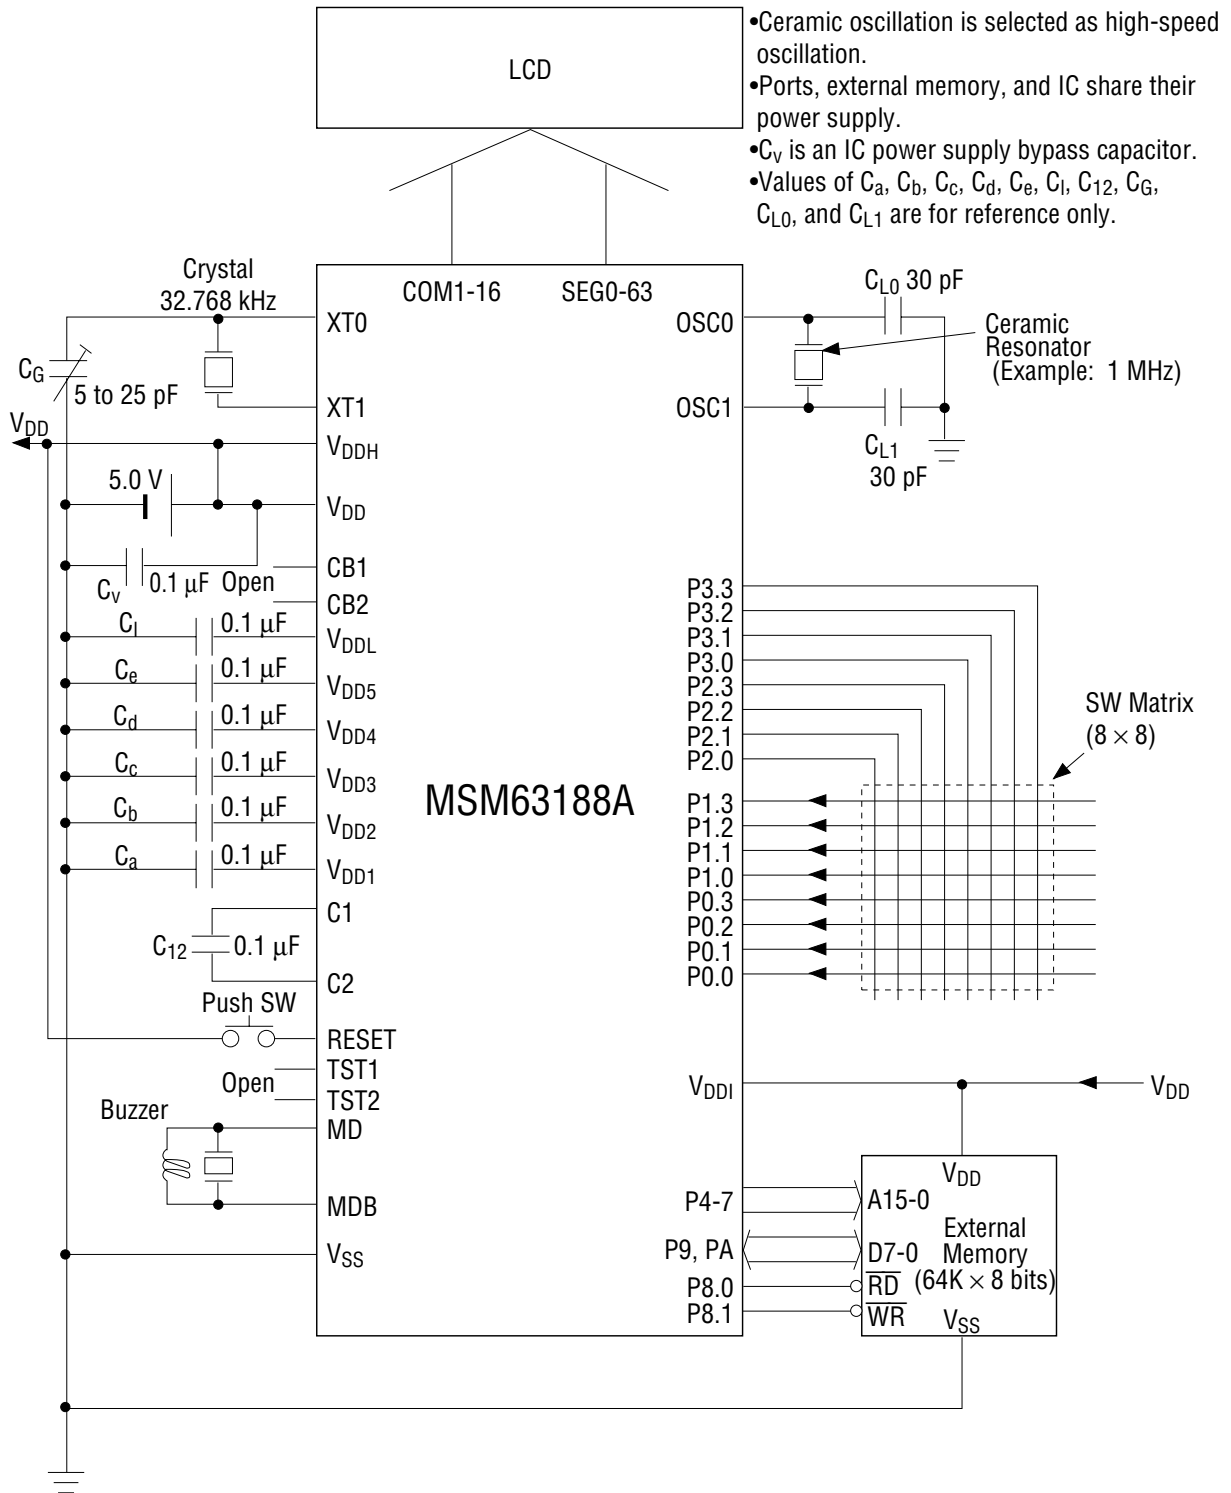 LCD
•Ceramic oscillation is selected as high-speed
oscillation.
•Ports, external memory, and IC share their
power supply.
•Cv is an IC power supply bypass capacitor.
•Values of Ca, Cb, Cc, Cd, Ce, Cl, C12, CG,
CL0, and CL1 are for reference only.
COM1-16 SEG0-63
Crystal
32.768 kHz
XT0
CG
5 to 25 pF
XT1
VDD
VDDH
5.0 V
VDD
Cv 0.1 μF
Open
CB1
CB2
Cl 0.1 μF VDDL
Ce 0.1 μF VDD5
Cd 0.1 μF VDD4
Cc 0.1 μF VDD3
Cb 0.1 μF VDD2
Ca 0.1 μF VDD1
C1
C12 0.1 μF
C2
Push SW
RESET
Open
TST1
TST2
Buzzer
MD
MDB
VSS
MSM63188A
OSC0
CL0 30 pF
Ceramic
Resonator
(Example: 1 MHz)
OSC1
CL1
30 pF
P3.3
P3.2
P3.1
P3.0
P2.3
P2.2
P2.1
P2.0
SW Matrix
(8 × 8)
P1.3
P1.2
P1.1
P1.0
P0.3
P0.2
P0.1
P0.0
VDDI
VDD
VDD
P4-7
A15-0
External
Memory
(64K × 8 bits)
P9, PA
D7-0
P8.0
RD
P8.1
WR
VSS